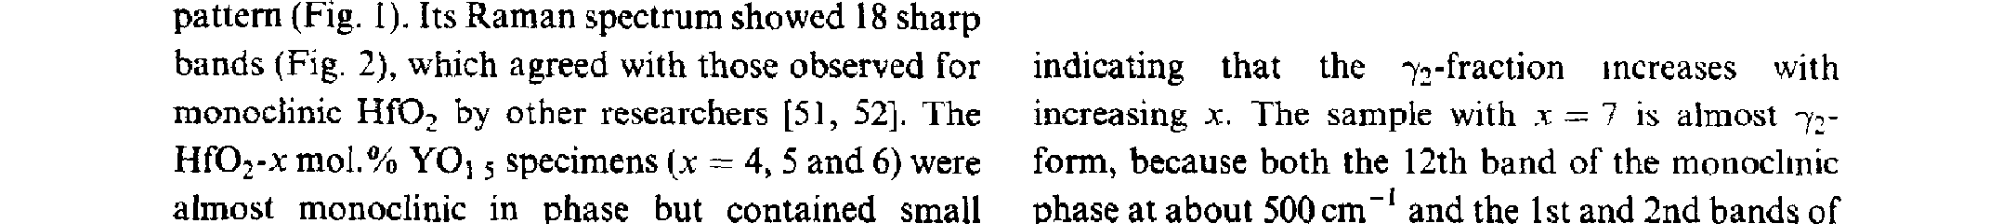 pattern (Fig. 1). Its Raman spectrum showed 18 sharp
bands (Fig. 2), which agreed with those observed for
monoclinic HfO₂ by other researchers [51, 52]. The
HfO₂-x mol.% YO₁.₅ specimens (x = 4, 5 and 6) were
almost monoclinic in phase but contained small
indicating that the γ₂-fraction increases with
increasing x. The sample with x = 7 is almost γ₂-
form, because both the 12th band of the monoclinic
phase at about 500 cm⁻¹ and the 1st and 2nd bands of